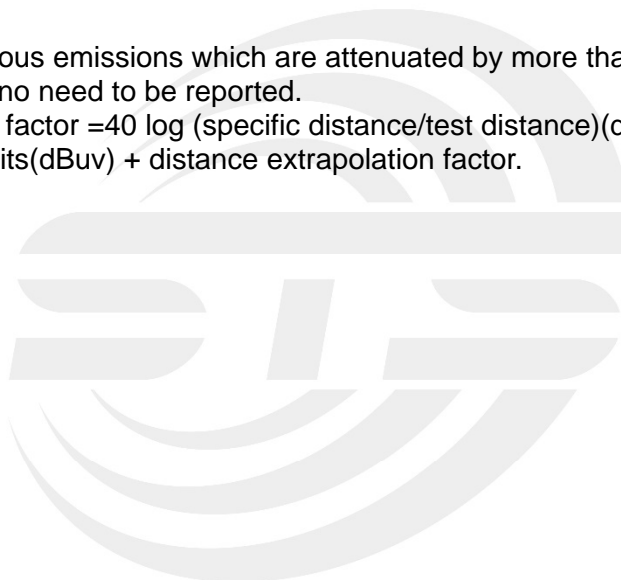 ous emissions which are attenuated by more tha
no need to be reported.
factor =40 log (specific distance/test distance)(
its(dBuv) + distance extrapolation factor.
STS